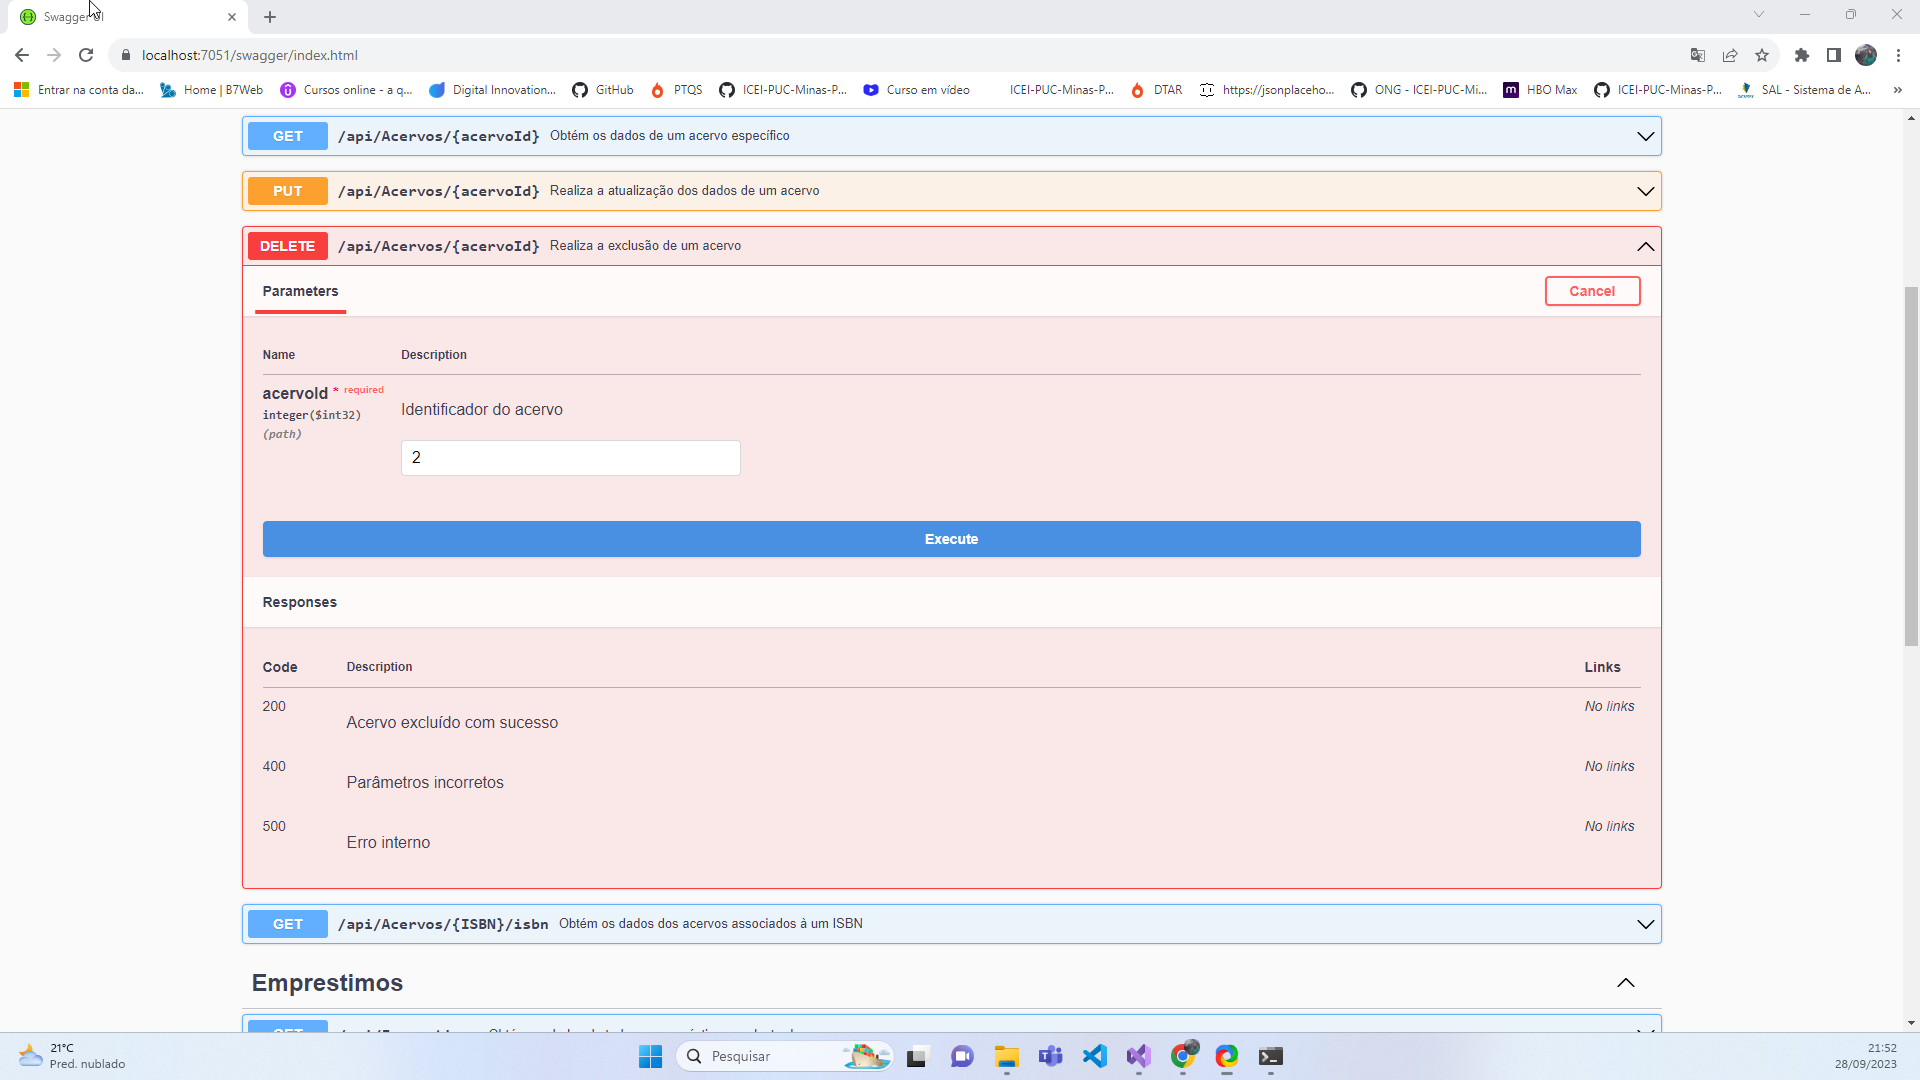 Swagger UI
localhost:7051/swagger/index.html
Entrar na conta da...
Home | B7Web
Cursos online - a q...
Digital Innovation...
GitHub
PTQS
ICEI-PUC-Minas-P...
Curso em vídeo
ICEI-PUC-Minas-P...
DTAR
https://jsonplaceho...
ONG - ICEI-PUC-Mi...
HBO Max
ICEI-PUC-Minas-P...
SAL - Sistema de A...
»
GET /api/Acervos/{acervoId} Obtém os dados de um acervo específico
PUT /api/Acervos/{acervoId} Realiza a atualização dos dados de um acervo
DELETE /api/Acervos/{acervoId} Realiza a exclusão de um acervo
Parameters
Cancel
Name Description
acervoId * required
integer($int32)
(path)
Identificador do acervo
2
Execute
Responses
Code Description Links
200 No links
Acervo excluído com sucesso
400 No links
Parâmetros incorretos
500 No links
Erro interno
GET /api/Acervos/{ISBN}/isbn Obtém os dados dos acervos associados à um ISBN
Emprestimos
GET
21°C
Pred. nublado
Pesquisar
21:52
28/09/2023